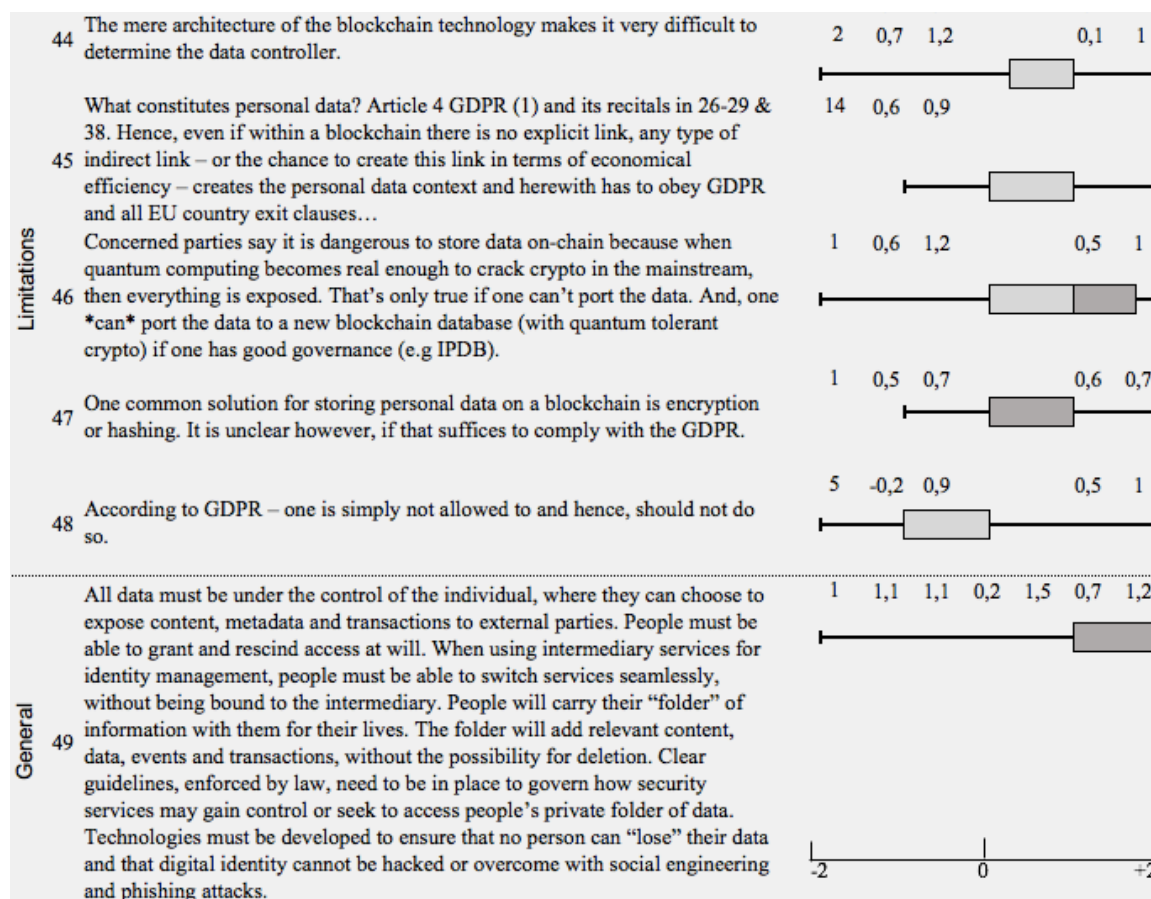 The mere architecture of the blockchain technology makes it very difficult to
44
determine the data controller.
2 0,7 1,2 0,1 1
What constitutes personal data? Article 4 GDPR (1) and its recitals in 26-29 &
38. Hence, even if within a blockchain there is no explicit link, any type of
45 indirect link – or the chance to create this link in terms of economical
efficiency – creates the personal data context and herewith has to obey GDPR
and all EU country exit clauses…
14 0,6 0,9
Limitations
Concerned parties say it is dangerous to store data on-chain because when
quantum computing becomes real enough to crack crypto in the mainstream,
46 then everything is exposed. That's only true if one can't port the data. And, one
*can* port the data to a new blockchain database (with quantum tolerant
crypto) if one has good governance (e.g IPDB).
1 0,6 1,2 0,5 1
47 One common solution for storing personal data on a blockchain is encryption
or hashing. It is unclear however, if that suffices to comply with the GDPR.
1 0,5 0,7 0,6 0,7
48 According to GDPR – one is simply not allowed to and hence, should not do
so.
5 -0,2 0,9 0,5 1
All data must be under the control of the individual, where they can choose to
expose content, metadata and transactions to external parties. People must be
able to grant and rescind access at will. When using intermediary services for
identity management, people must be able to switch services seamlessly,
without being bound to the intermediary. People will carry their “folder” of
General
49 information with them for their lives. The folder will add relevant content,
data, events and transactions, without the possibility for deletion. Clear
guidelines, enforced by law, need to be in place to govern how security
services may gain control or seek to access people's private folder of data.
Technologies must be developed to ensure that no person can “lose” their data
and that digital identity cannot be hacked or overcome with social engineering
and phishing attacks.
1 1,1 1,1 0,2 1,5 0,7 1,2
-2 0 +2